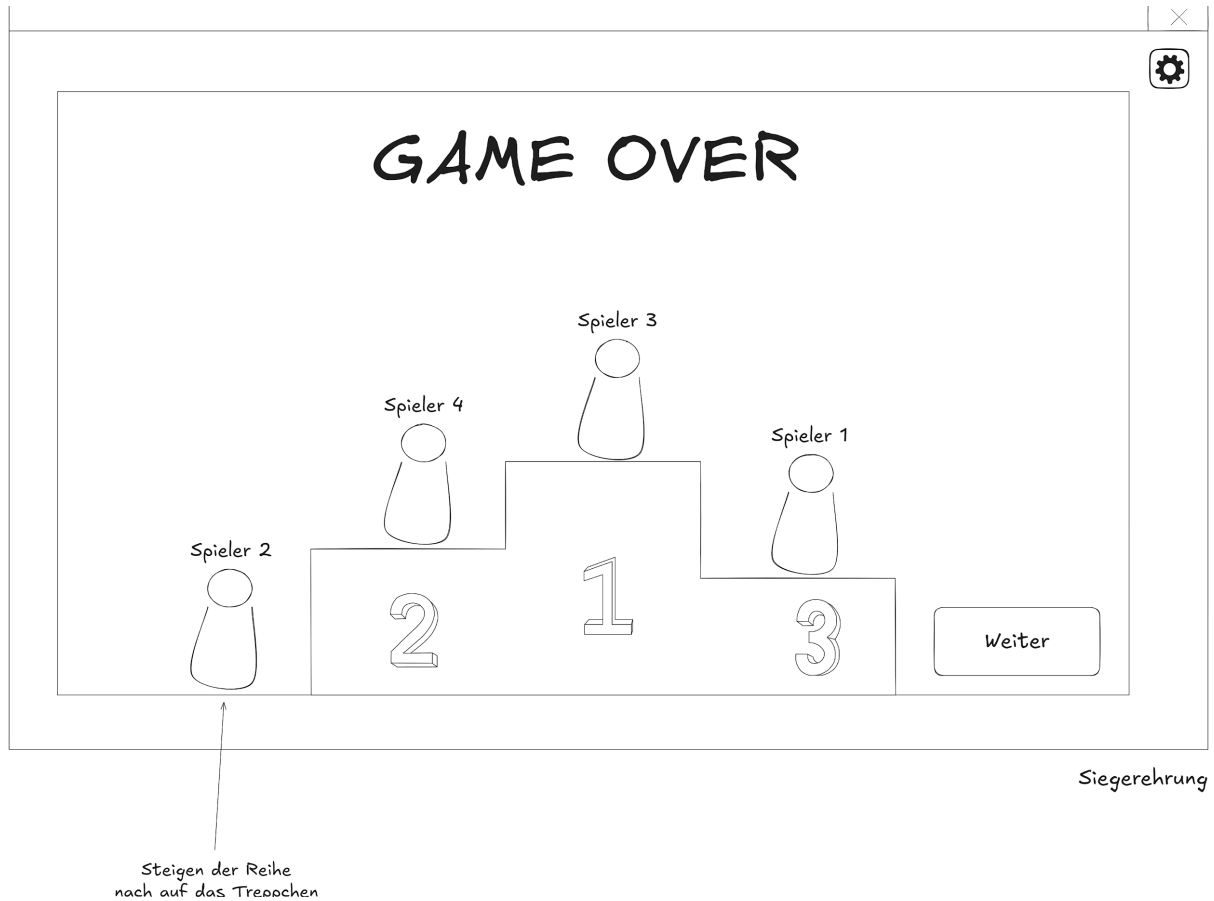 GAME OVER
Spieler 3
Spieler 4
Spieler 1
Spieler 2
1
2
3
Weiter
Siegerehrung
Steigen der Reihe
nach auf das Treppchen